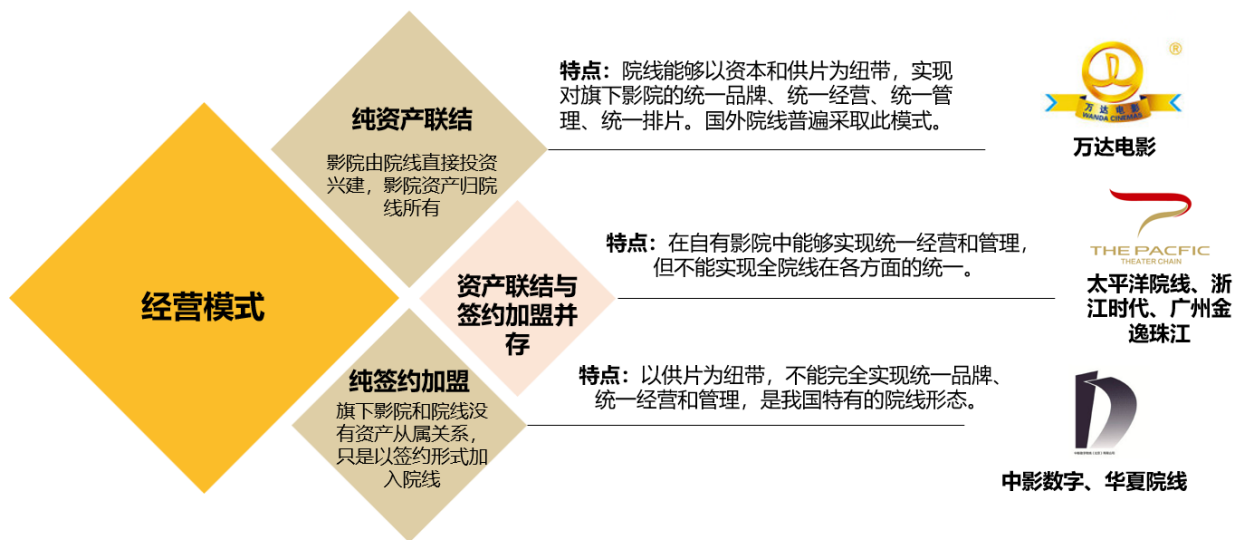 经营模式
纯资产联结
影院由院线直接投资
兴建，影院资产归院
线所有
特点：院线能够以资本和供片为纽带，实现
对旗下影院的统一品牌、统一经营、统一管
理、统一排片。国外院线普遍采取此模式。
®
万达电影
WANDA CINEMAS
万达电影
资产联结与
签约加盟并
存
特点：在自有影院中能够实现统一经营和管理，
但不能实现全院线在各方面的统一。
THE PACFIC
THEATER CHAIN
太平洋院线、浙
江时代、广州金
逸珠江
纯签约加盟
旗下影院和院线没
有资产从属关系，
只是以签约形式加
入院线
特点：以供片为纽带，不能完全实现统一品牌、
统一经营和管理，是我国特有的院线形态。
中影数字、华夏院线